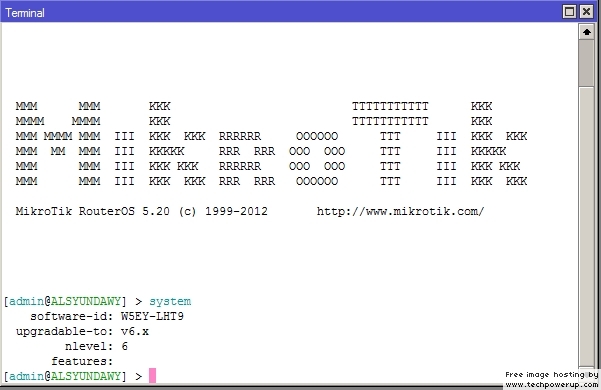 Terminal
MMM      MMM       KKK                          TTTTTTTTTTT      KKK
MMMM    MMMM       KKK                          TTTTTTTTTTT      KKK
MMM MMMM MMM  III  KKK  KKK  RRRRRR     OOOOOO      TTT     III  KKK  KKK
MMM  MM  MMM  III  KKKKK     RRR  RRR  OOO  OOO     TTT     III  KKKKK
MMM      MMM  III  KKK KKK   RRRRRR    OOO  OOO     TTT     III  KKK KKK
MMM      MMM  III  KKK  KKK  RRR  RRR   OOOOOO      TTT     III  KKK  KKK
MikroTik RouterOS 5.20 (c) 1999-2012       http://www.mikrotik.com/
[admin@ALSYUNDAWY] > system
software-id: W5EY-LHT9
upgradable-to: v6.x
nlevel: 6
features:
[admin@ALSYUNDAWY] >
Free image hosting by
www.techpowerup.com